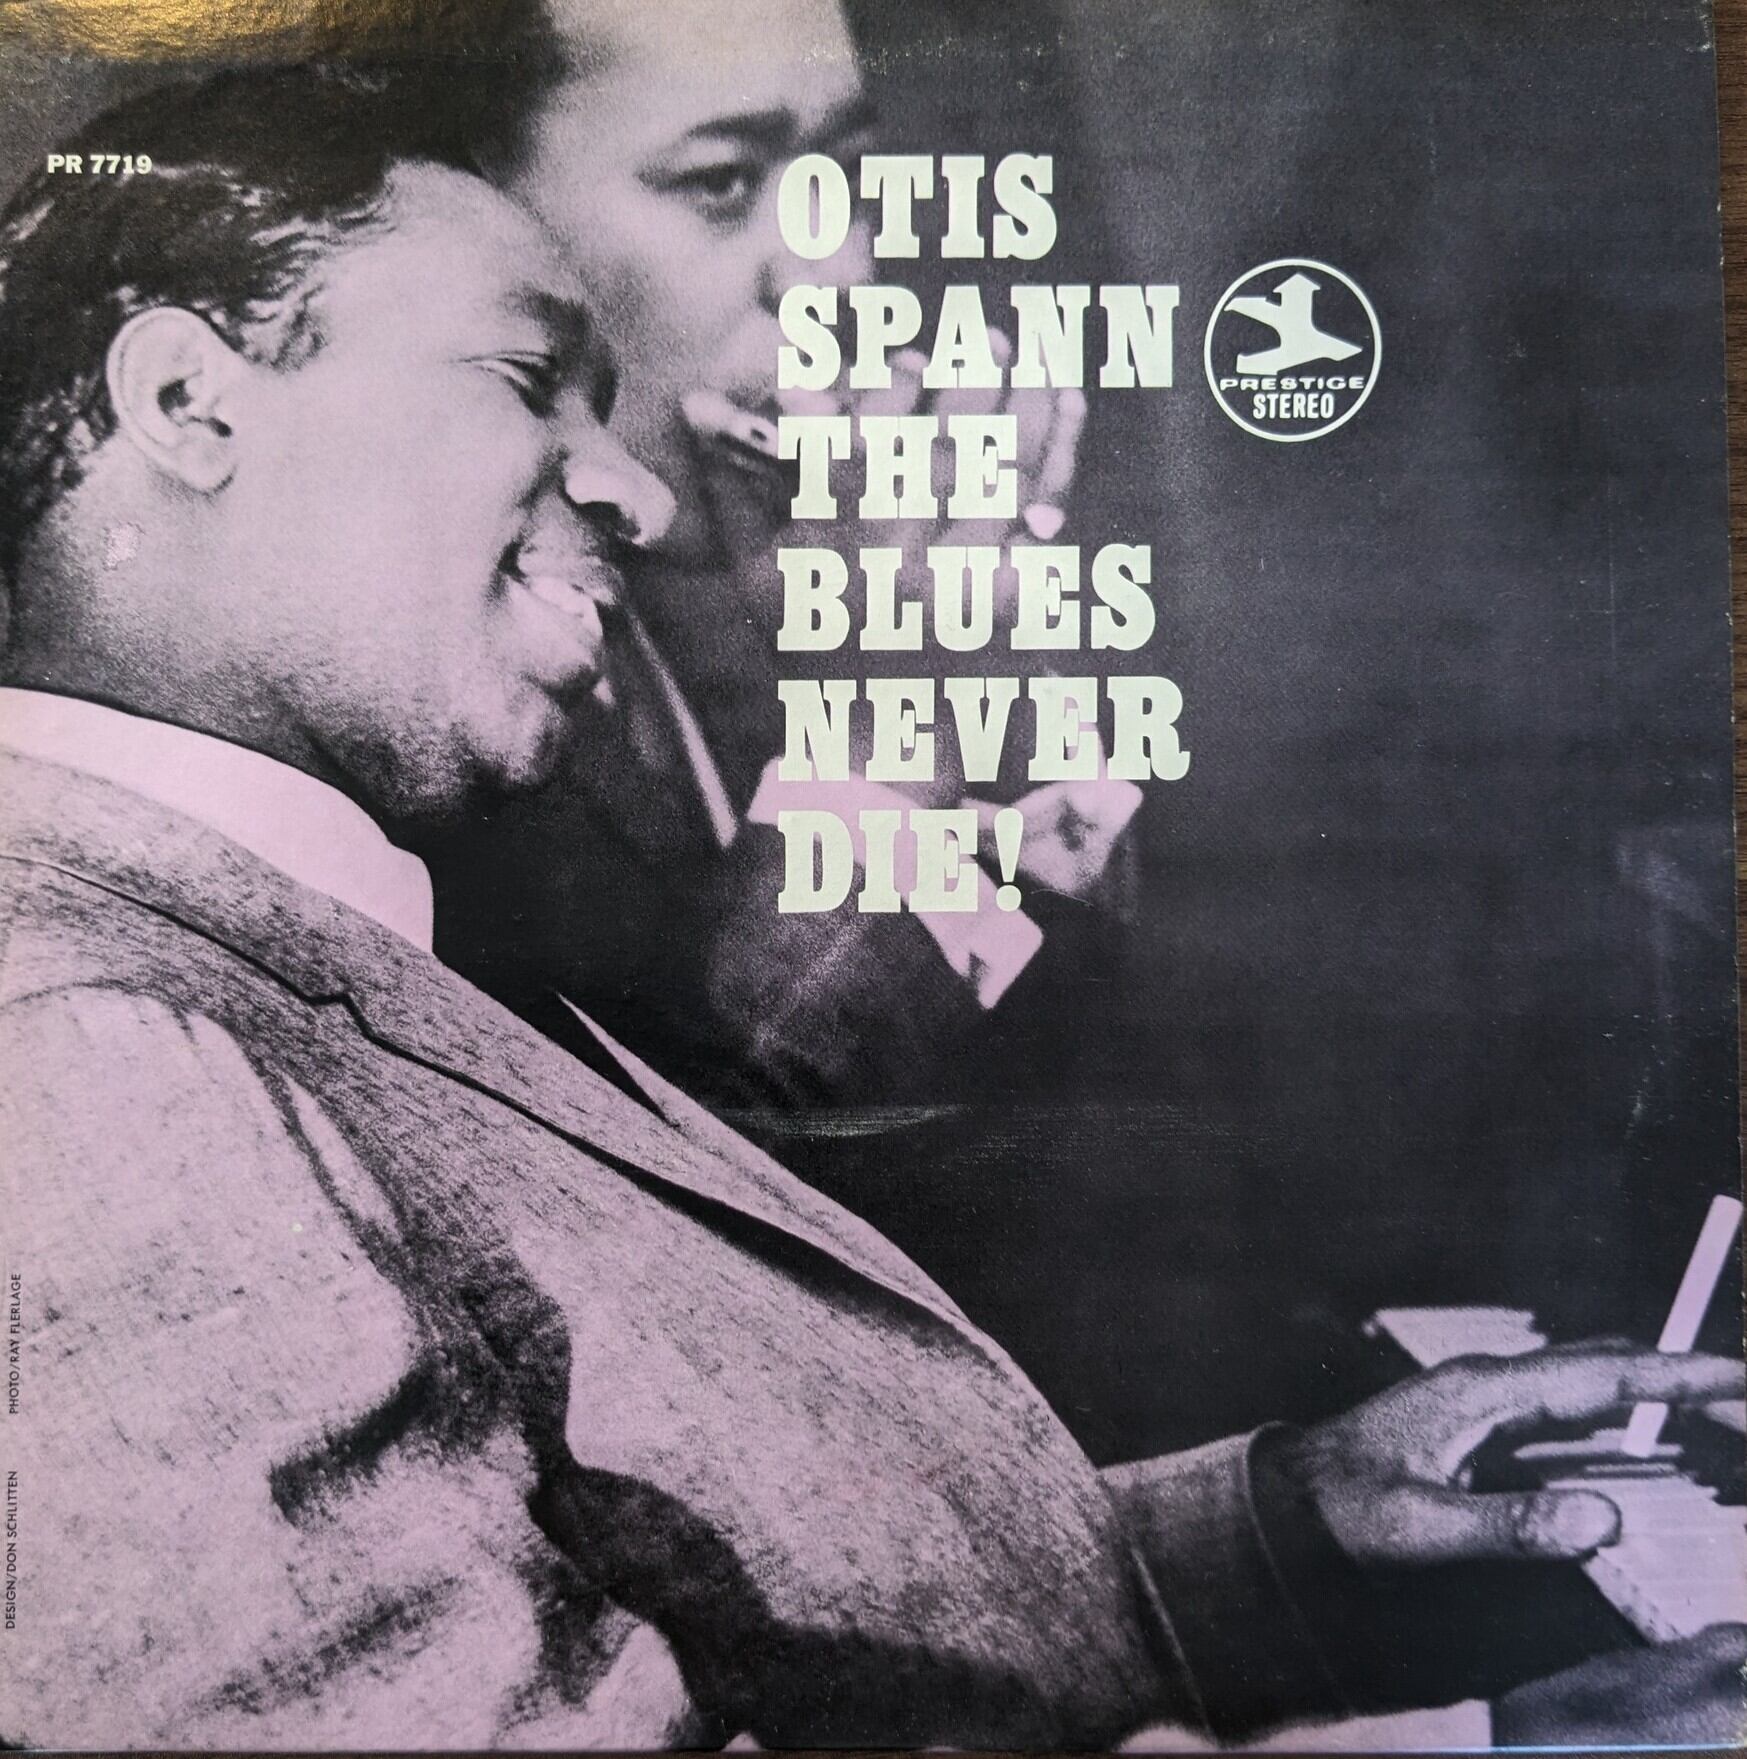 PR 7719
OTIS
SPANN
THE
BLUES
NEVER
DIE!
PRESTIGE
STEREO
PHOTO/RAY FLERLAGE
DESIGN/DON SCHLITTEN